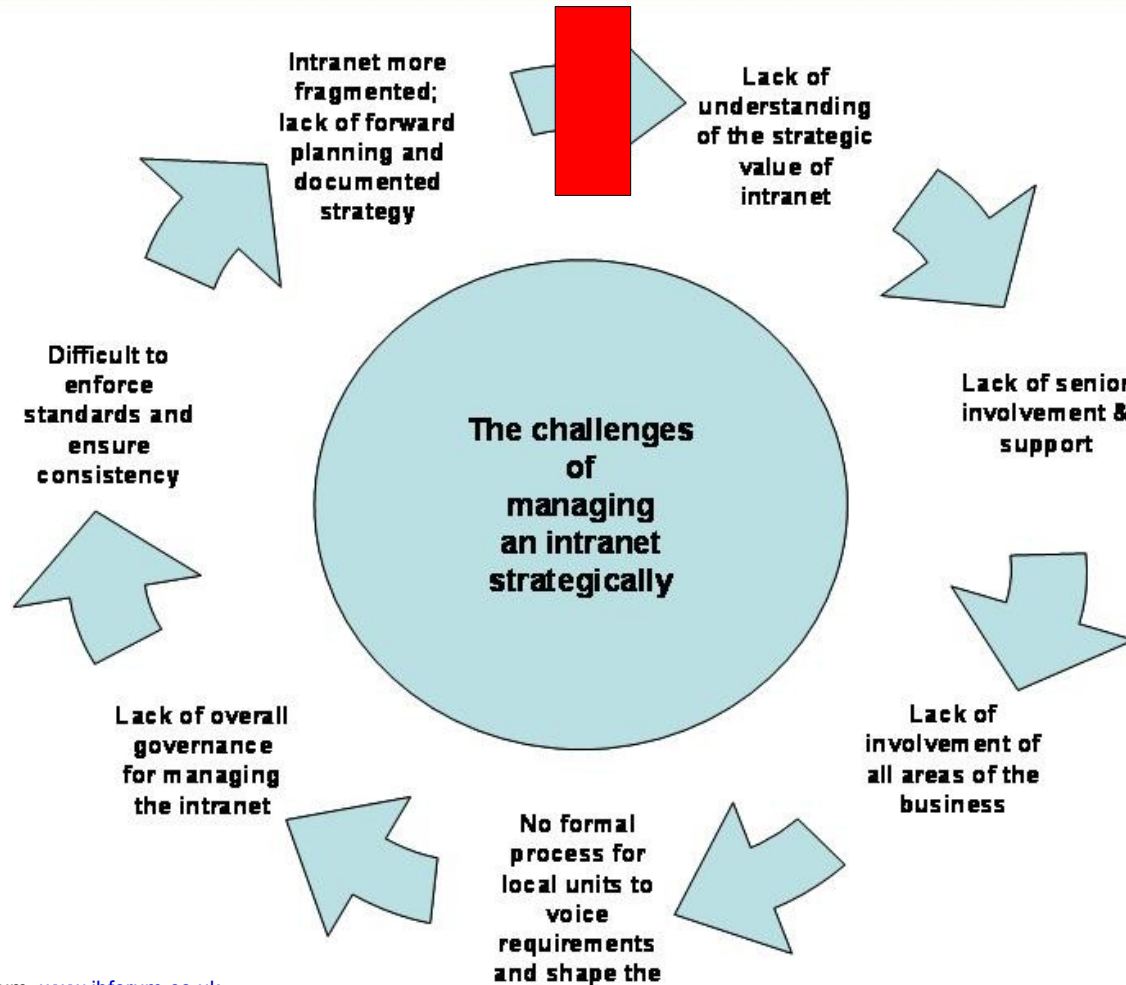 Intranet more
fragmented;
lack of forward
planning and
documented
strategy
Lack of
understanding
of the strategic
value of
intranet
Lack of senior
involvement &
support
Lack of
involvement of
all areas of the
business
No formal
process for
local units to
voice
requirements
and shape the
Lack of overall
governance
for managing
the intranet
Difficult to
enforce
standards and
ensure
consistency
The challenges
of
managing
an intranet
strategically